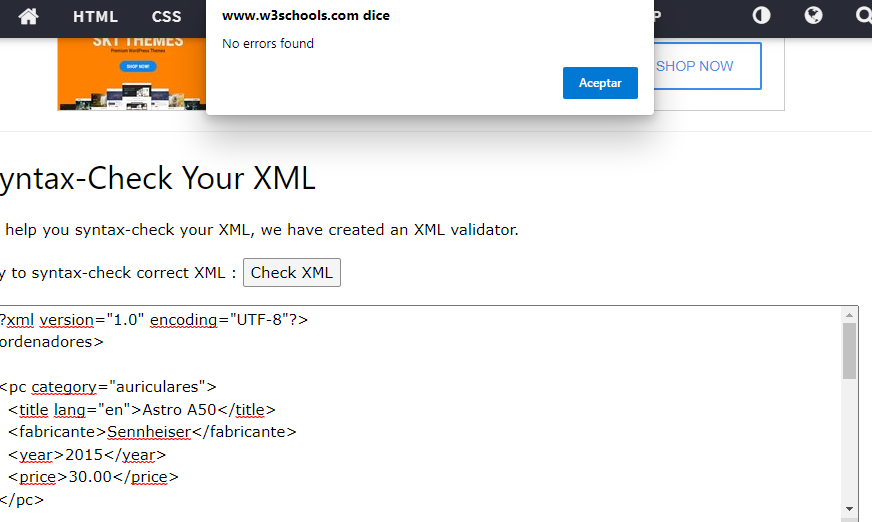 HTML CSS
www.w3schools.com dice
No errors found
Aceptar
SKT THEMES
Premium WordPress Themes
SHOP NOW!
SHOP NOW
yntax-Check Your XML
help you syntax-check your XML, we have created an XML validator.
y to syntax-check correct XML : Check XML
?xml version="1.0" encoding="UTF-8"?>
ordenadores>
<pc category="auriculares">
<title lang="en">Astro A50</title>
<fabricante>Sennheiser</fabricante>
<year>2015</year>
<price>30.00</price>
</pc>